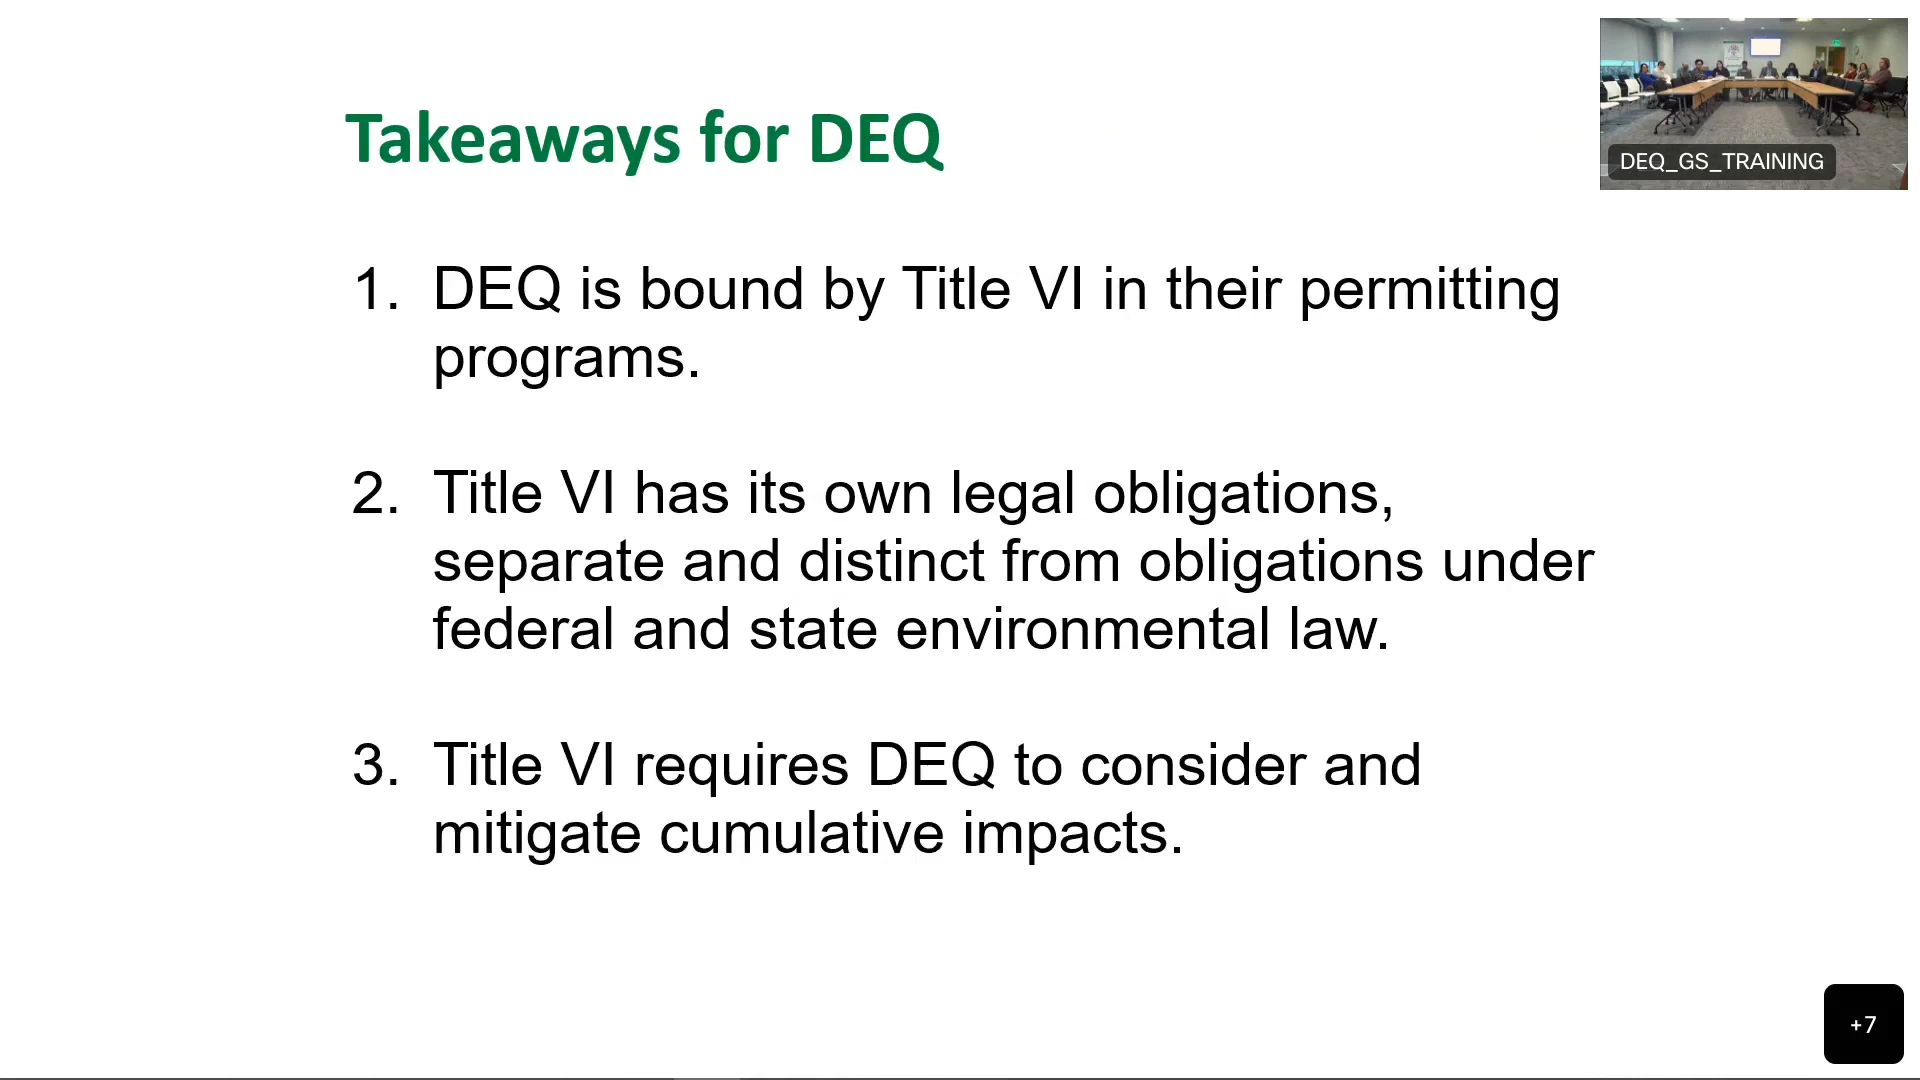 Takeaways for DEQ
DEQ_GS_TRAINING
1. DEQ is bound by Title VI in their permitting
programs.
2. Title VI has its own legal obligations,
separate and distinct from obligations under
federal and state environmental law.
3. Title VI requires DEQ to consider and
mitigate cumulative impacts.
+7